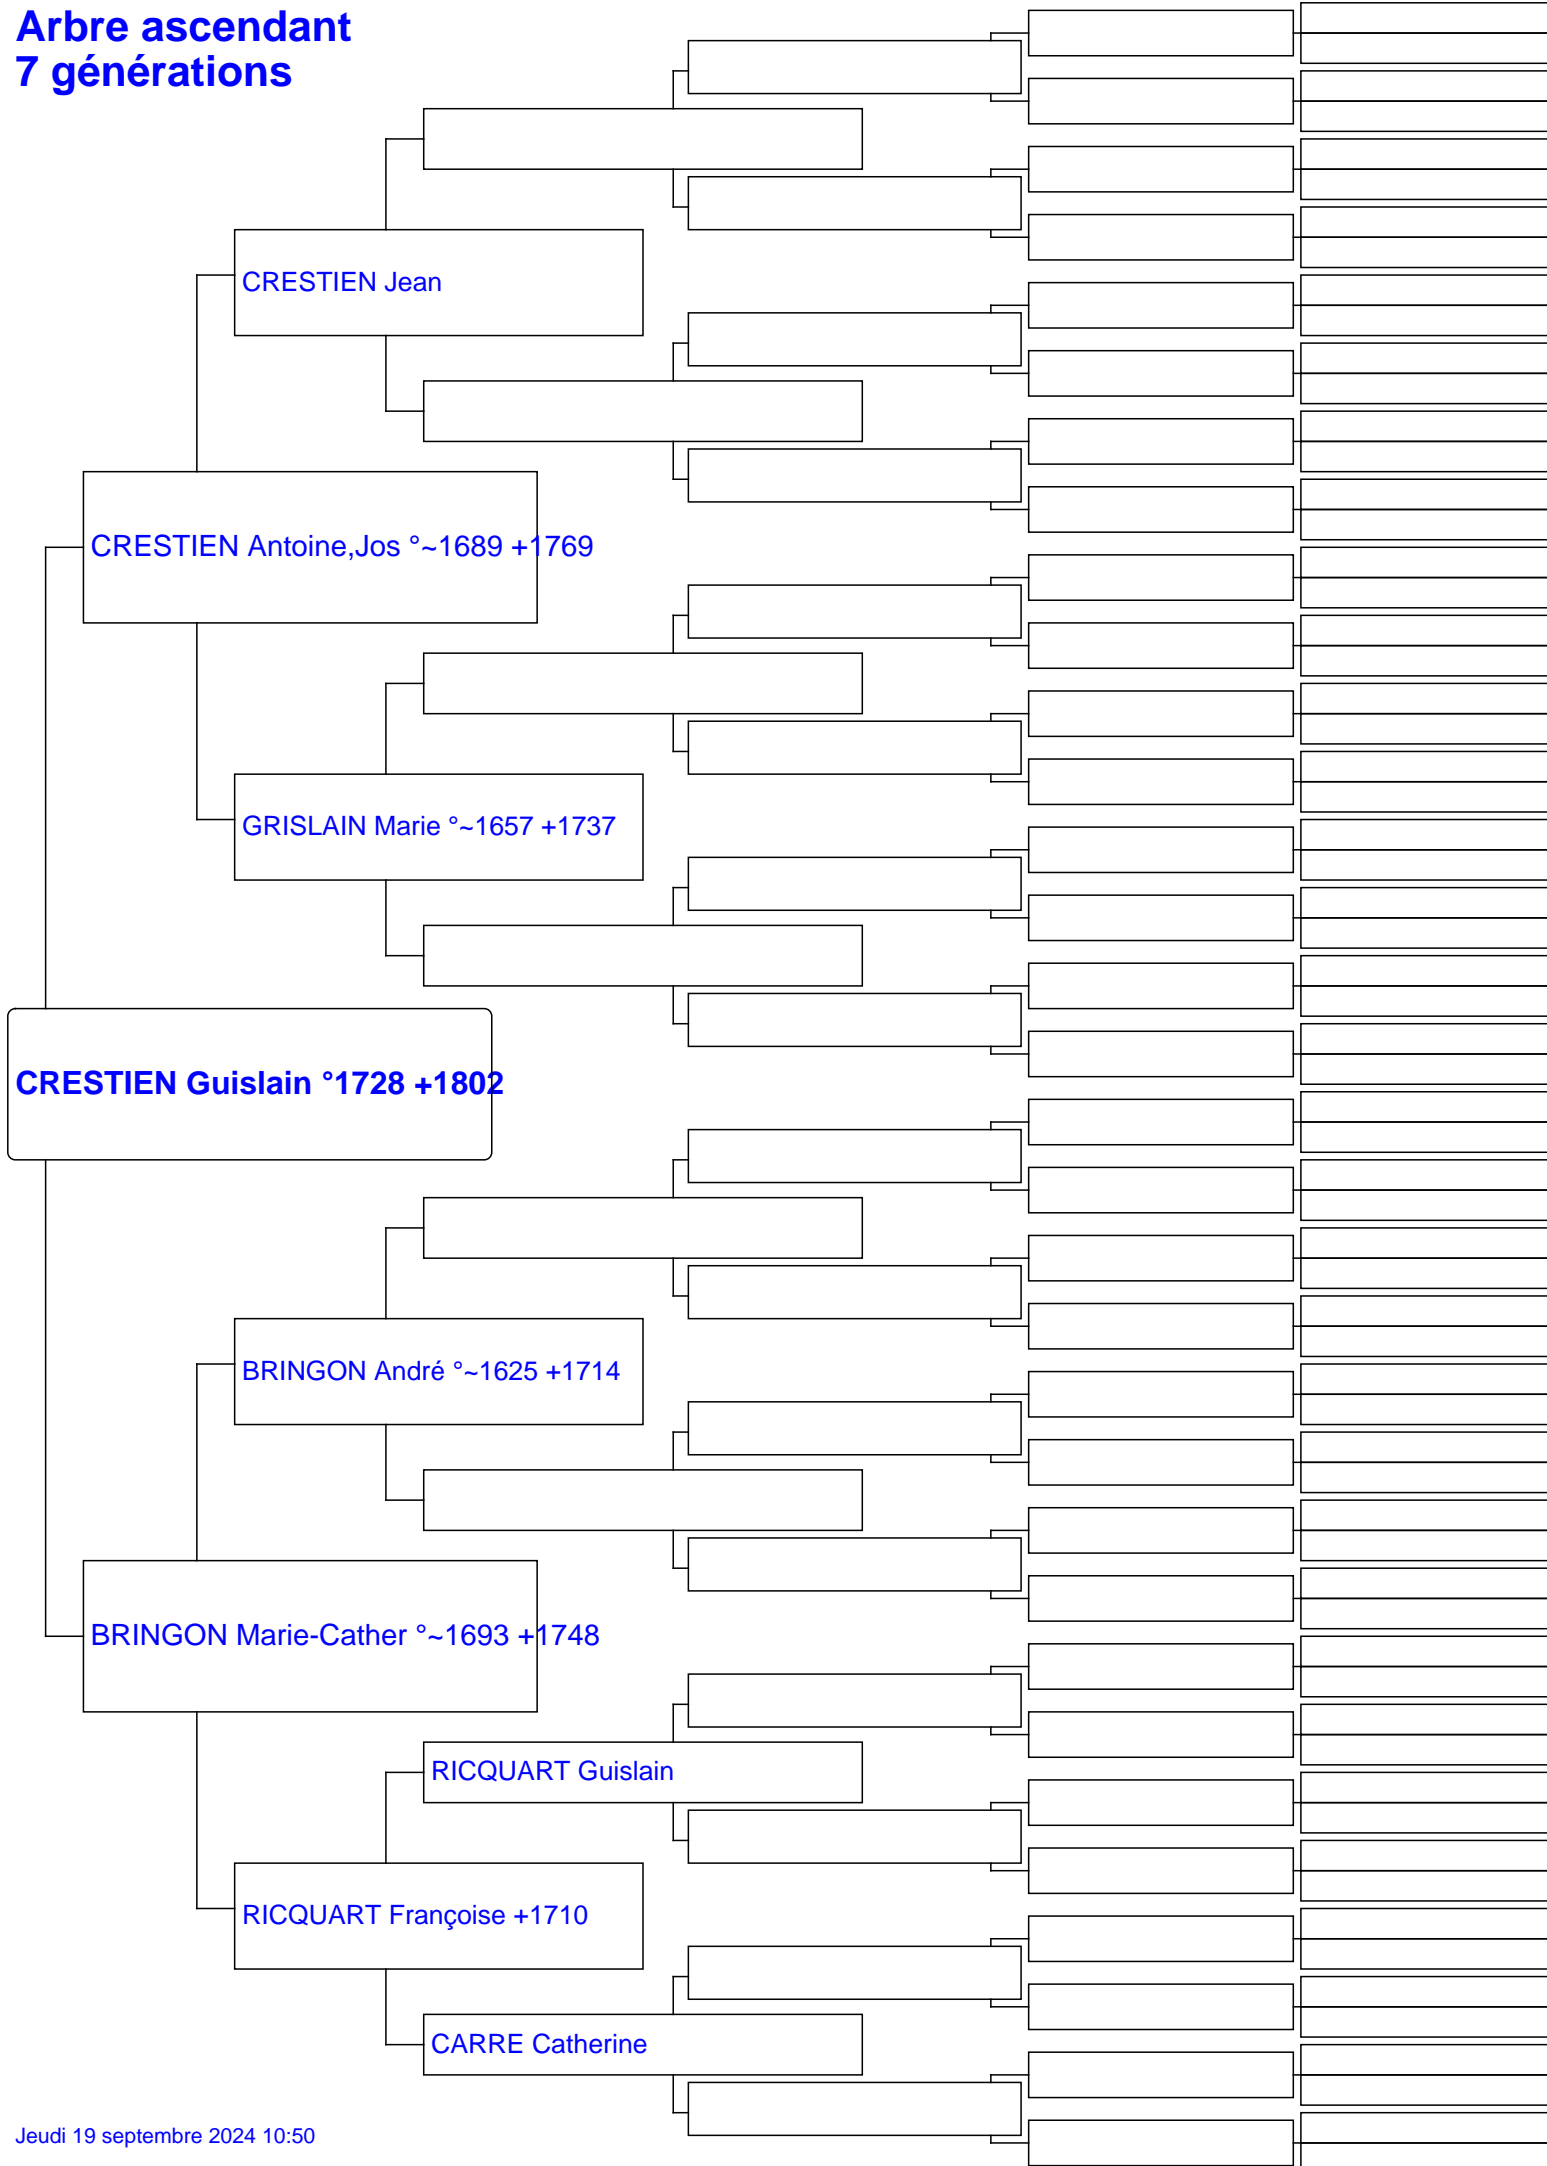 Arbre ascendant
7 générations
CRESTIEN Jean
CRESTIEN Antoine,Jos °~1689 +1769
GRISLAIN Marie °~1657 +1737
CRESTIEN Guislain °1728 +1802
BRINGON André °~1625 +1714
BRINGON Marie-Cather °~1693 +1748
RICQUART Guislain
RICQUART Françoise +1710
CARRE Catherine
Jeudi 19 septembre 2024 10:50